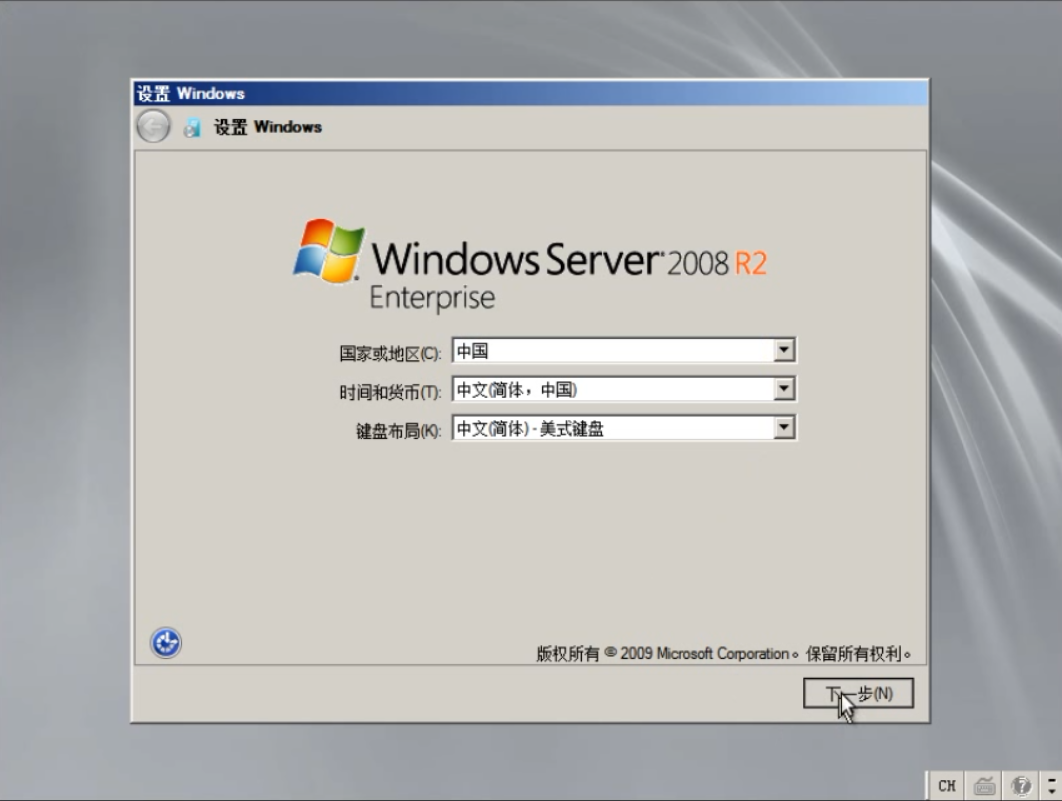 设置 Windows
设置 Windows
Windows Server 2008 R2
Enterprise
国家或地区(C): 中国
时间和货币(T): 中文(简体，中国)
键盘布局(K): 中文(简体) - 美式键盘
版权所有 © 2009 Microsoft Corporation。保留所有权利。
下一步(N)
CH